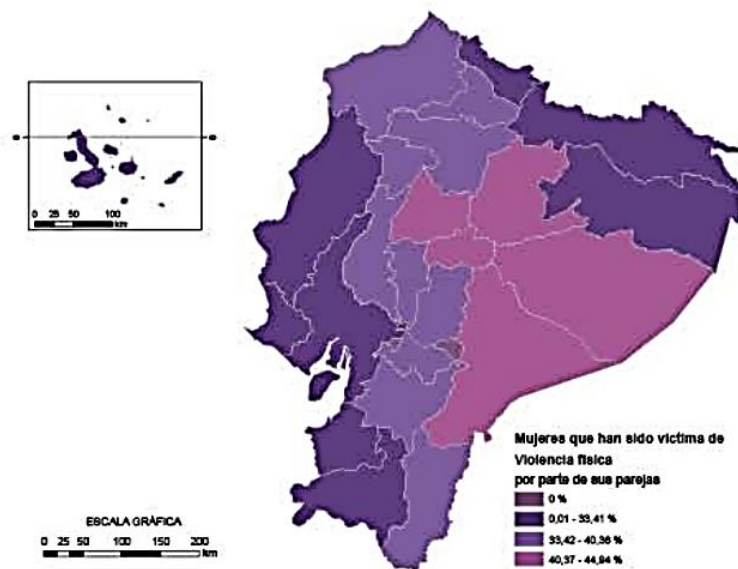 0
0
0 25 50 100
km
Mujeres que han sido víctima de
Violencia física
por parte de sus parejas
0 %
0,01 - 33,41 %
33,42 - 40,36 %
40,37 - 44,94 %
ESCALA GRÁFICA
0 25 50 100 150 200
km